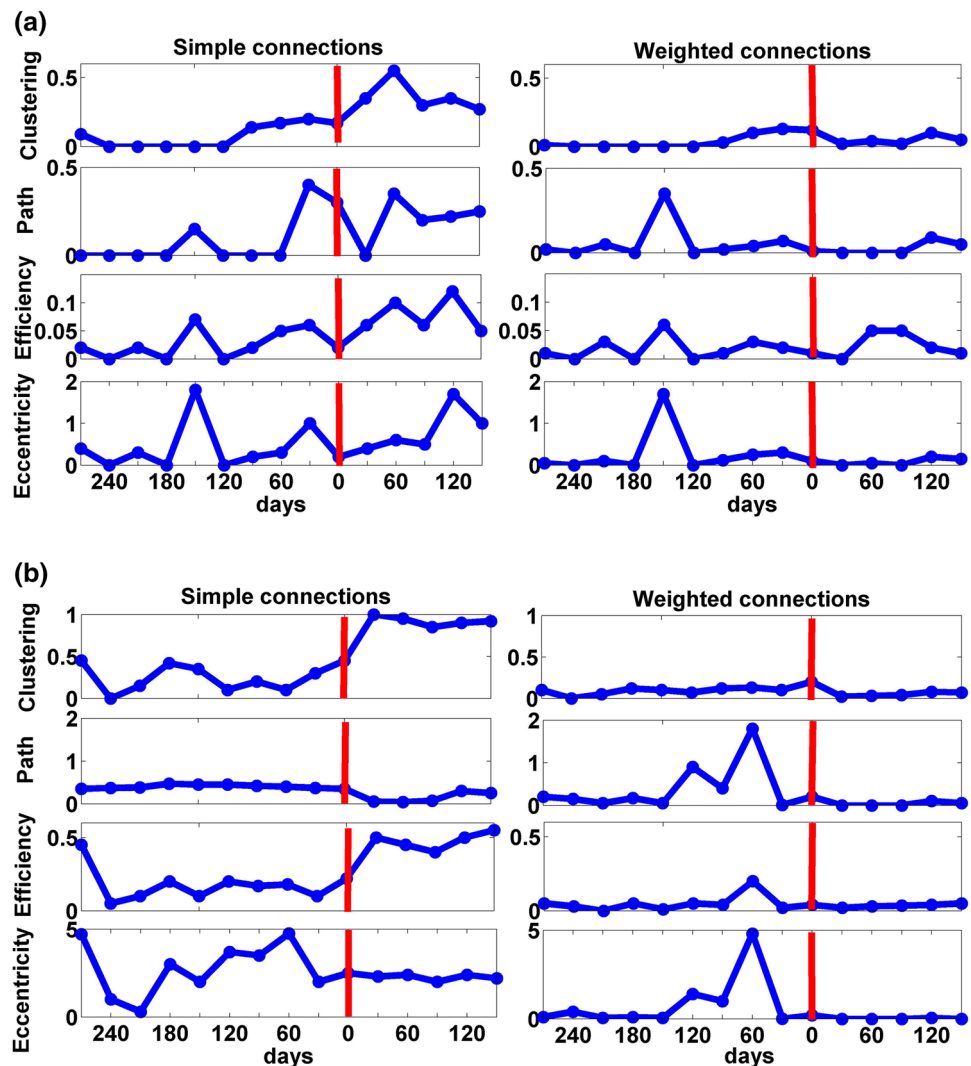 (a)
Simple connections
Weighted connections
Clustering
0.5
0
0.5
0
Path
0.5
0
0.5
0
Efficiency
0.1
0.05
0
0.1
0.05
0
Eccentricity
2
1
0
2
1
0
240 180 120 60 0 60 120
240 180 120 60 0 60 120
days
days
(b)
Simple connections
Weighted connections
Clustering
1
0.5
0
1
0.5
0
Path
2
1
0
2
1
0
Efficiency
0.5
0
0.5
0
Eccentricity
5
0
5
0
240 180 120 60 0 60 120
240 180 120 60 0 60 120
days
days